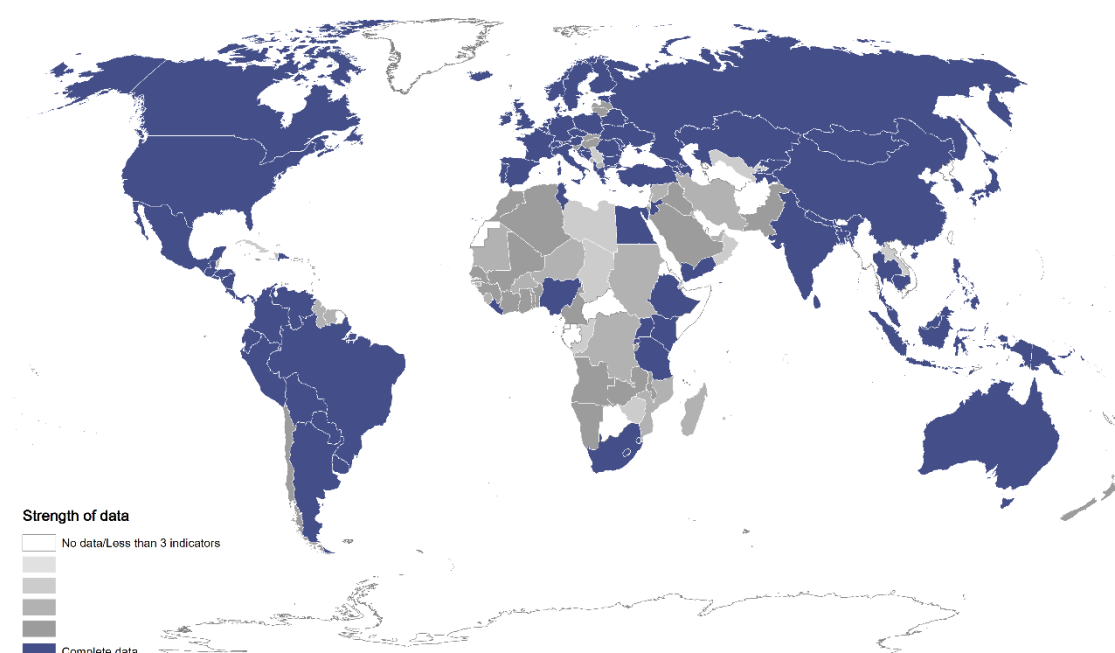 Strength of data
No data/Less than 3 indicators
Complete data